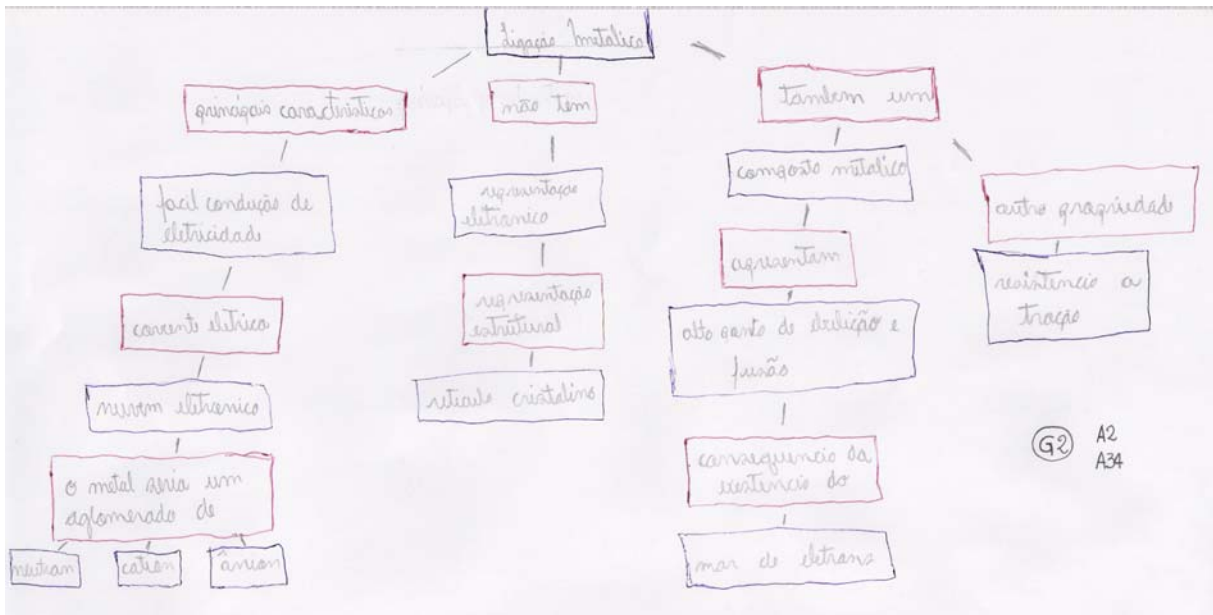 Ligação Metalica
principais caracteristicas
facil condução de
eletricidade
corrente eletrica
nuvem eletronica
o metal seria um
aglomerado de
neutron
cation
ânion
não tem
representação
eletronica
representação
estrutural
reticulo cristalino
também um
composto metalico
apresentam
alto ponto de ebulição e
fusão
consequencia da
existencia do
mar de eletrons
outra propriedade
resistencia a
tração
G2
A2
A34